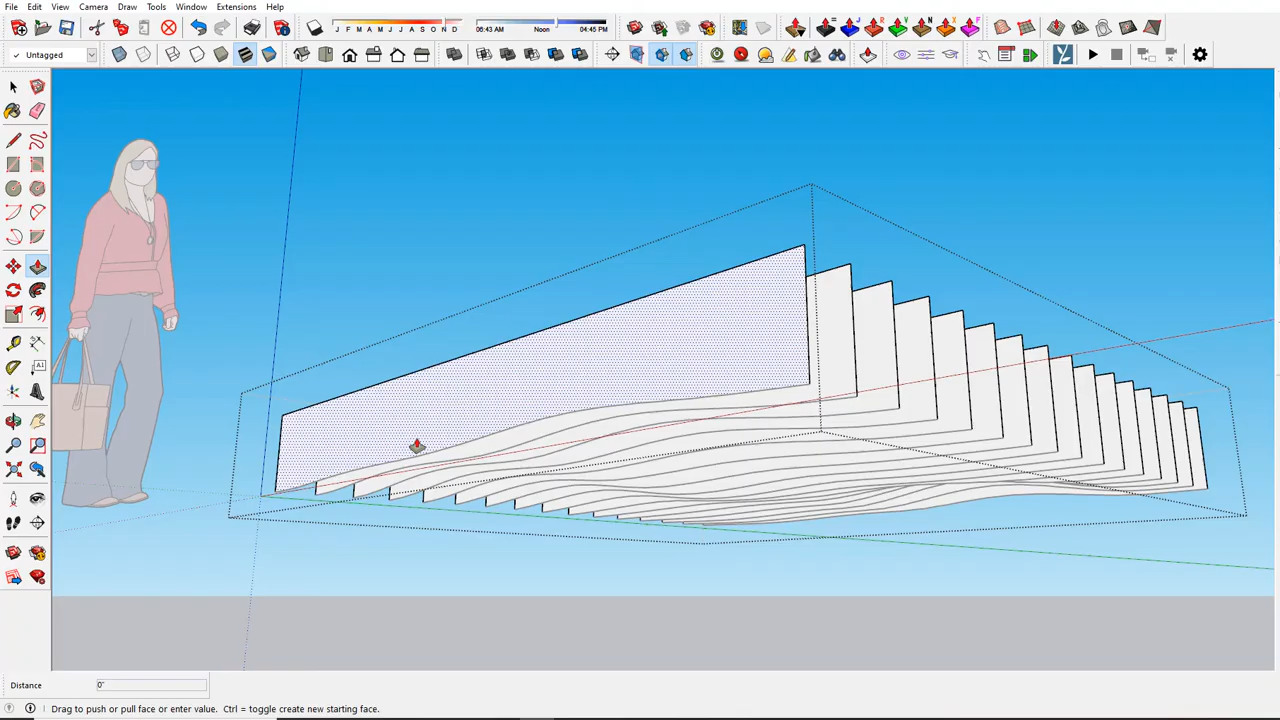 File Edit View Camera Draw Tools Window Extensions Help
J F M A M J J A S O N D 06:43 AM Noon 04:45 PM
Untagged
Distance 0"
Drag to push or pull face or enter value. Ctrl = toggle create new starting face.